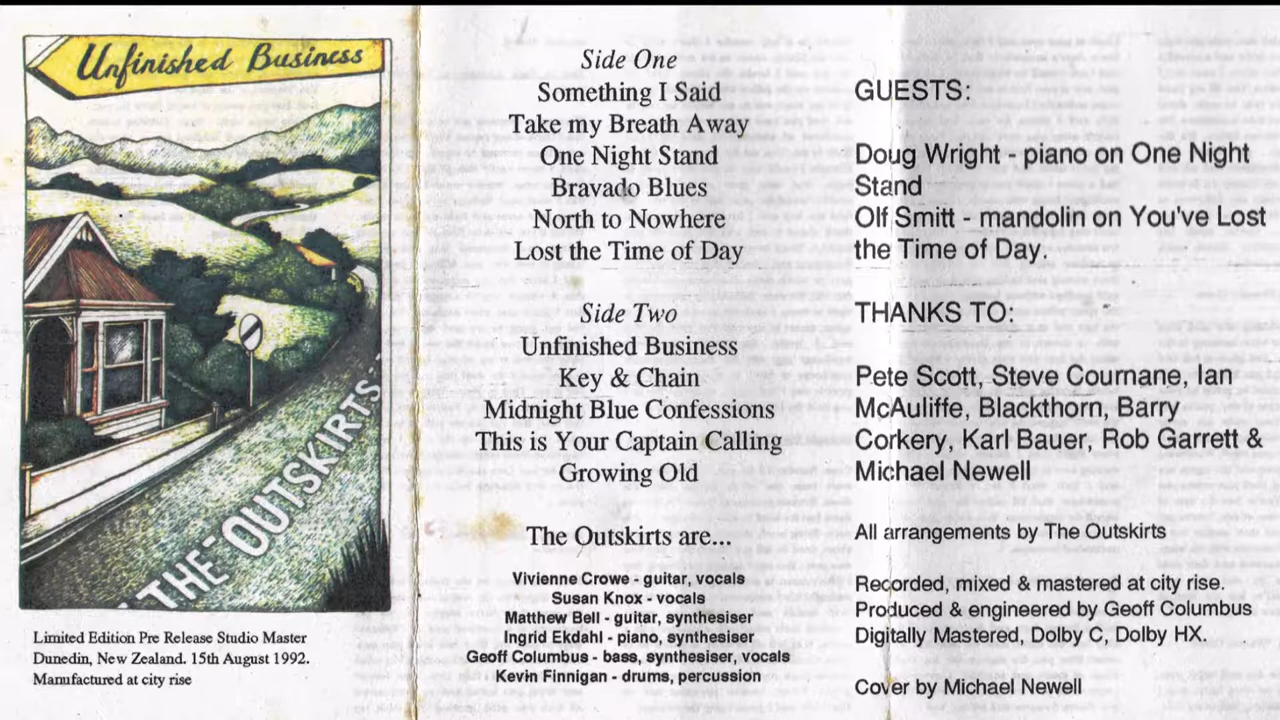 Unfinished Business
THE OUTSKIRTS
Limited Edition Pre Release Studio Master
Dunedin, New Zealand. 15th August 1992.
Manufactured at city rise
Side One
Something I Said
Take my Breath Away
One Night Stand
Bravado Blues
North to Nowhere
Lost the Time of Day
Side Two
Unfinished Business
Key & Chain
Midnight Blue Confessions
This is Your Captain Calling
Growing Old
The Outskirts are...
Vivienne Crowe - guitar, vocals
Susan Knox - vocals
Matthew Bell - guitar, synthesiser
Ingrid Ekdahl - piano, synthesiser
Geoff Columbus - bass, synthesiser, vocals
Kevin Finnigan - drums, percussion
GUESTS:
Doug Wright - piano on One Night
Stand
Olf Smitt - mandolin on You've Lost
the Time of Day.
THANKS TO:
Pete Scott, Steve Cournane, Ian
McAuliffe, Blackthorn, Barry
Corkery, Karl Bauer, Rob Garrett &
Michael Newell
All arrangements by The Outskirts
Recorded, mixed & mastered at city rise.
Produced & engineered by Geoff Columbus
Digitally Mastered, Dolby C, Dolby HX.
Cover by Michael Newell